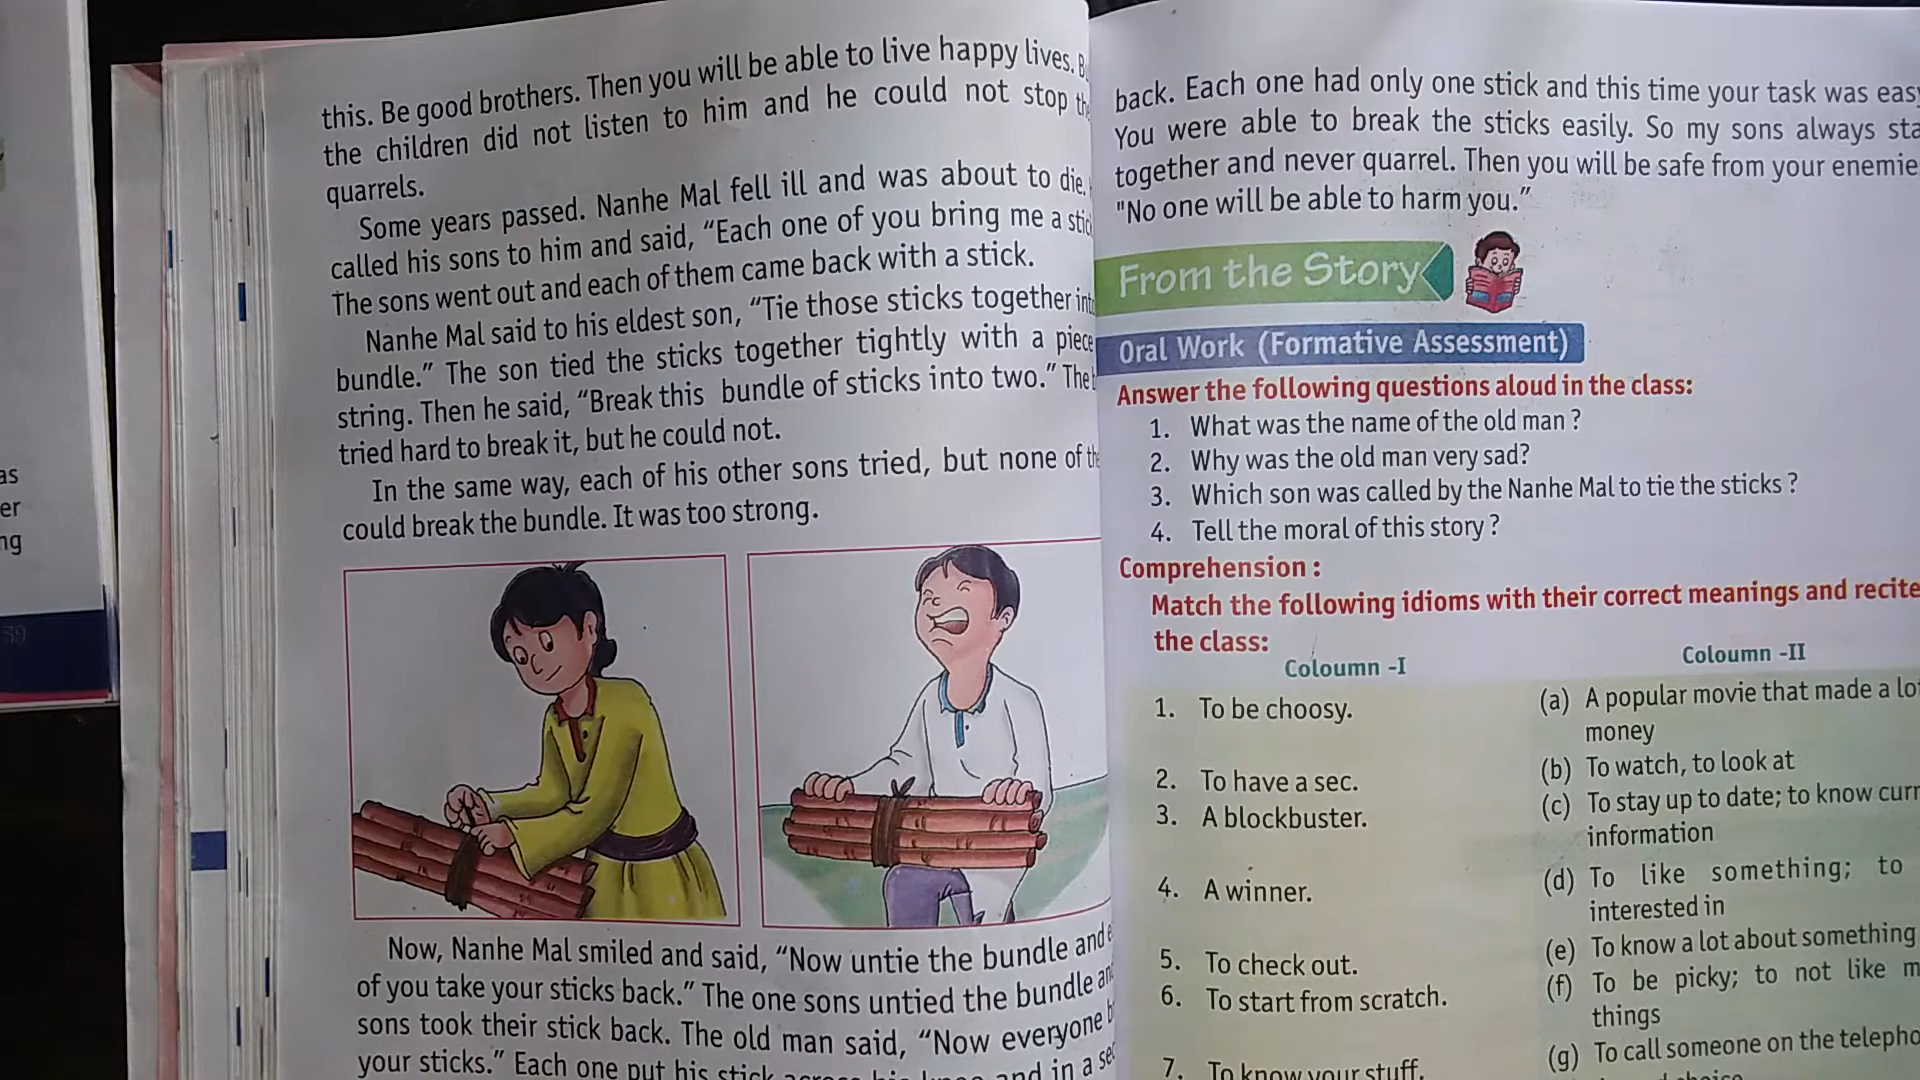 this. Be good brothers. Then you will be able to live happy lives.
the children did not listen to him and he could not stop
quarrels.
Some years passed. Nanhe Mal fell ill and was about to die.
called his sons to him and said, “Each one of you bring me a
The sons went out and each of them came back with a stick.
Nanhe Mal said to his eldest son, “Tie those sticks together
bundle.” The son tied the sticks together tightly with a piece
string. Then he said, “Break this bundle of sticks into two.” The
tried hard to break it, but he could not.
In the same way, each of his other sons tried, but none of
could break the bundle. It was too strong.
Now, Nanhe Mal smiled and said, “Now untie the bundle and
of you take your sticks back.” The one sons untied the bundle
sons took their stick back. The old man said, “Now everyone
your sticks.” Each one put his stick across his knee and in a
back. Each one had only one stick and this time your task was
You were able to break the sticks easily. So my sons always
together and never quarrel. Then you will be safe from your
"No one will be able to harm you.”
From the Story
Oral Work (Formative Assessment)
Answer the following questions aloud in the class:
1. What was the name of the old man ?
2. Why was the old man very sad?
3. Which son was called by the Nanhe Mal to tie the sticks ?
4. Tell the moral of this story ?
Comprehension :
Match the following idioms with their correct meanings and recite
the class:
Coloumn -I
Coloumn -II
1. To be choosy.
2. To have a sec.
3. A blockbuster.
4. A winner.
5. To check out.
6. To start from scratch.
7. To know your stuff.
(a) A popular movie that made a
money
(b) To watch, to look at
(c) To stay up to date; to know
information
(d) To like something; to
interested in
(e) To know a lot about something
(f) To be picky; to not like
things
(g) To call someone on the
as
er
ng
59